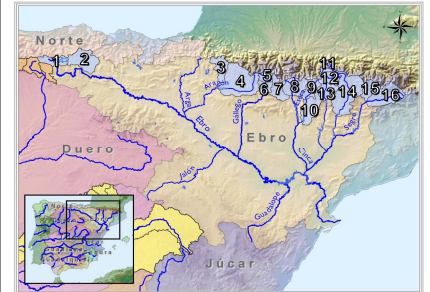 Norte
1
2
3
4
5
6
7
8
9
10
11
12
13
14
15
16
Aragón
Arga
Ebro
Gállego
Ebro
Cinca
Segre
Duero
Jalón
Guadalope
Júcar
Norte